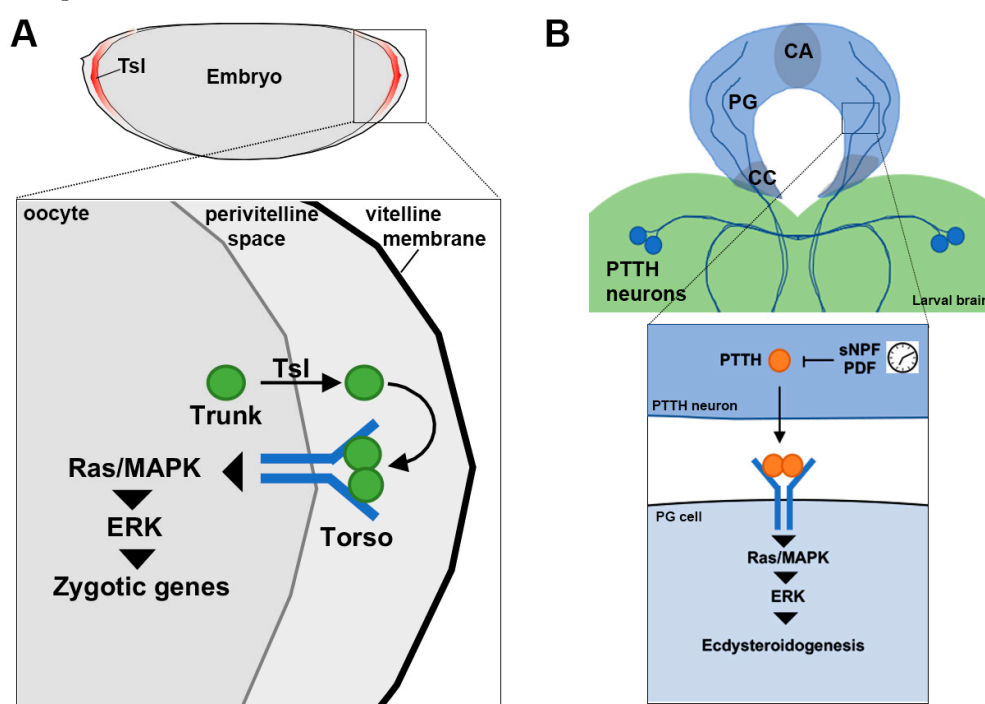 A
Tsl
Embryo
oocyte
perivitelline
space
vitelline
membrane
Tsl
Trunk
Ras/MAPK
ERK
Zygotic genes
Torso
B
CA
PG
CC
PTTH
neurons
Larval brain
PTTH
sNPF
PDF
PTTH neuron
PG cell
Ras/MAPK
ERK
Ecdysteroidogenesis